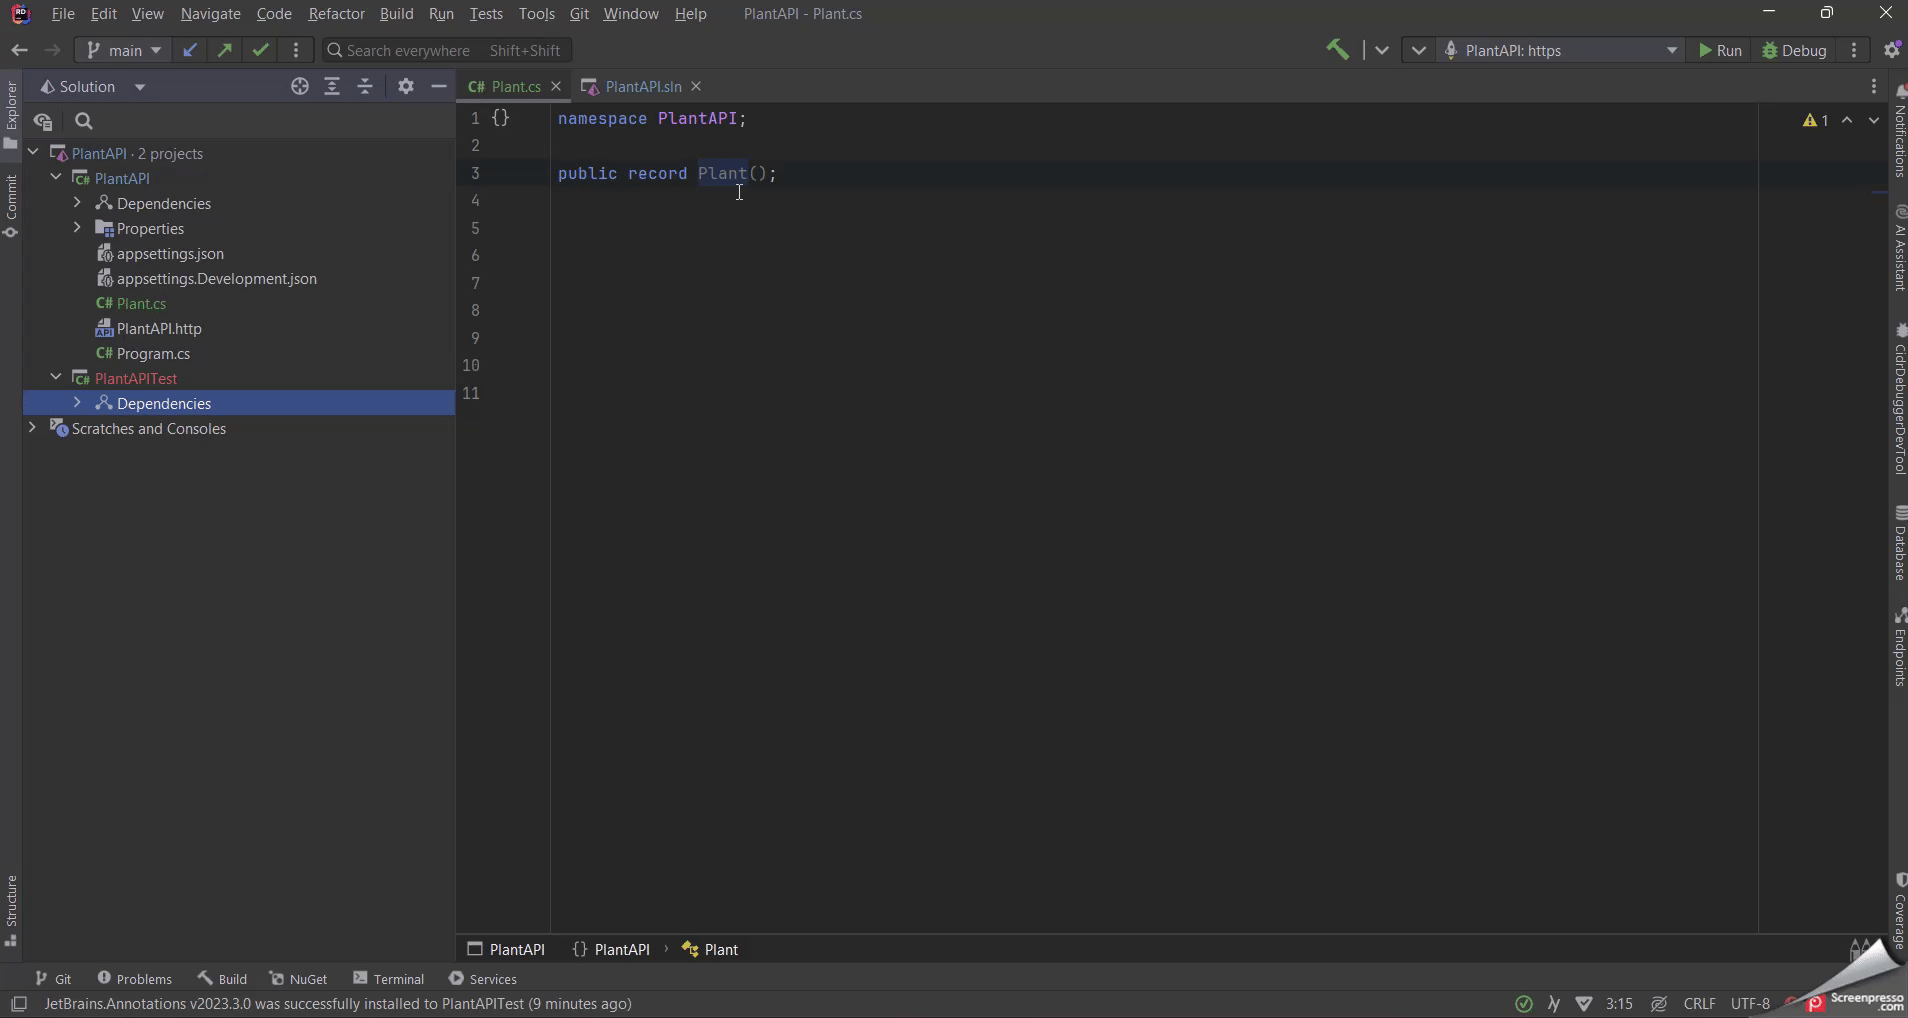 RD File Edit View Navigate Code Refactor Build Run Tests Tools Git Window Help PlantAPI - Plant.cs
main Search everywhere Shift+Shift PlantAPI: https Run Debug
Explorer
Commit
Structure
Solution
PlantAPI · 2 projects
C# PlantAPI
Dependencies
Properties
appsettings.json
appsettings.Development.json
C# Plant.cs
API PlantAPI.http
C# Program.cs
C# PlantAPITest
Dependencies
Scratches and Consoles
C# Plant.cs PlantAPI.sln
1 {} namespace PlantAPI;
2
3 public record Plant();
4
5
6
7
8
9
10
11
1
Notifications
AI Assistant
CidrDebuggerDevTool
Database
Endpoints
Coverage
PlantAPI {} PlantAPI › Plant
Git Problems Build NuGet Terminal Services
JetBrains.Annotations v2023.3.0 was successfully installed to PlantAPITest (9 minutes ago) 3:15 CRLF UTF-8
Screenpresso
.com